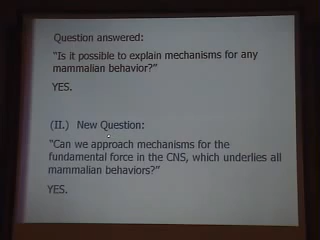 Question answered:
"Is it possible to explain mechanisms for any
mammalian behavior?"
YES.
(II.) New Question:
"Can we approach mechanisms for the
fundamental force in the CNS, which underlies all
mammalian behaviors?"
YES.